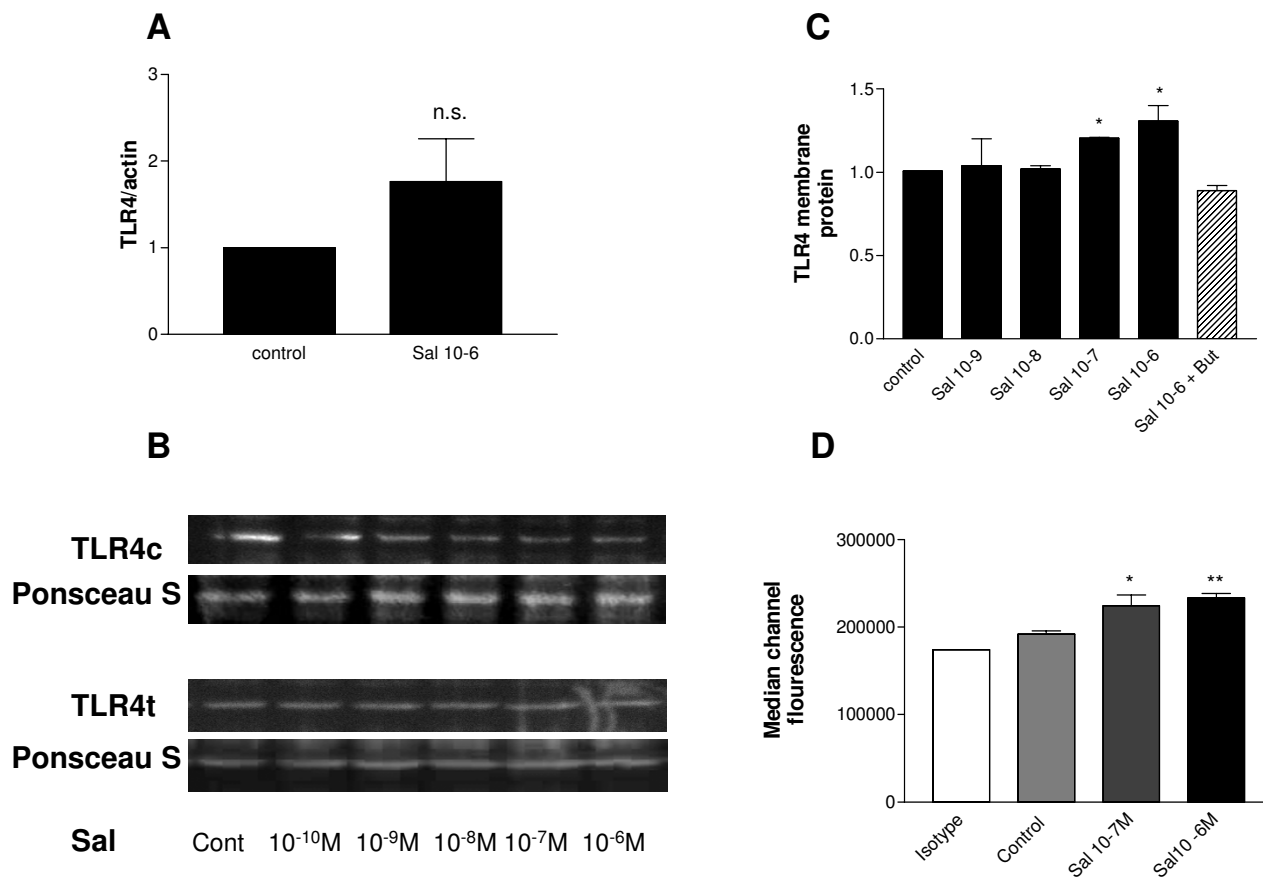 A
3
2
1
0
TLR4/actin
n.s.
control
Sal 10-6
B
TLR4c
Ponsceau S
TLR4t
Ponsceau S
Sal
Cont 10⁻¹⁰M 10⁻⁹M 10⁻⁸M 10⁻⁷M 10⁻⁶M
C
1.5
1.0
0.5
0.0
TLR4 membrane
protein
*
*
control
Sal 10-9
Sal 10-8
Sal 10-7
Sal 10-6
Sal 10-6 + But
D
300000
200000
100000
0
Median channel
flourescence
*
**
Isotype
Control
Sal 10-7M
Sal10 -6M